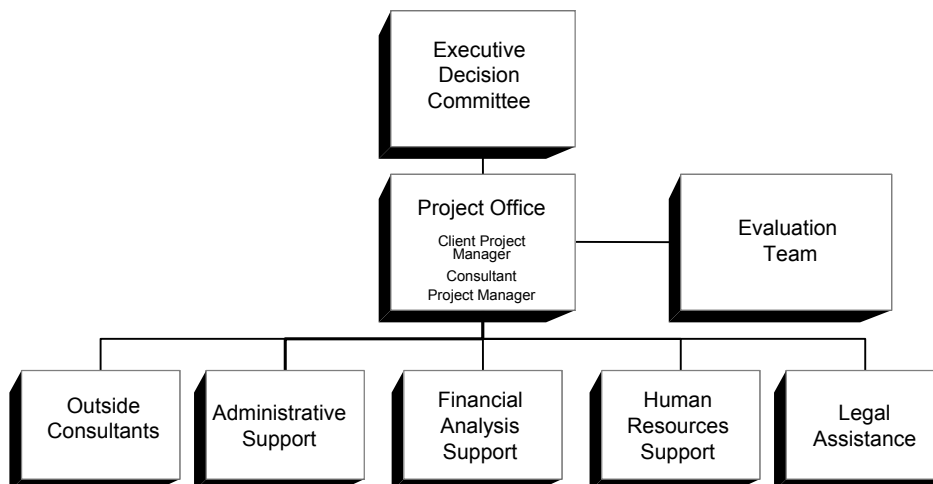 Executive
Decision
Committee
Project Office
Client Project
Manager
Consultant
Project Manager
Evaluation
Team
Outside
Consultants
Administrative
Support
Financial
Analysis
Support
Human
Resources
Support
Legal
Assistance